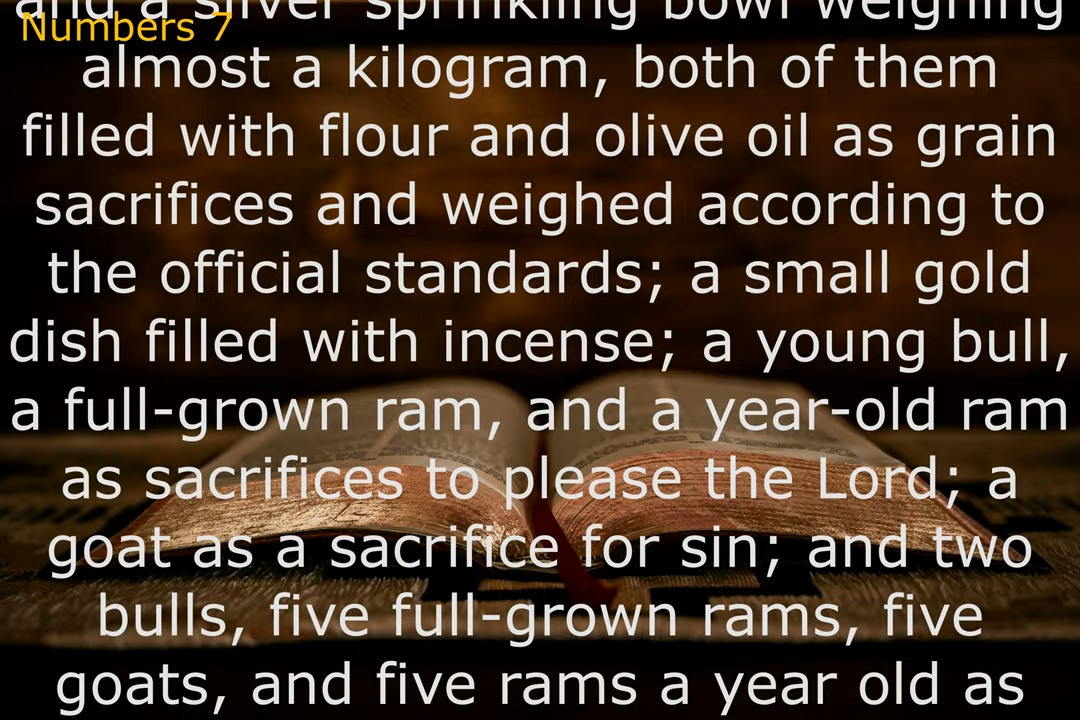 and a silver sprinkling bowl weighing
Numbers 7
almost a kilogram, both of them
filled with flour and olive oil as grain
sacrifices and weighed according to
the official standards; a small gold
dish filled with incense; a young bull,
a full-grown ram, and a year-old ram
as sacrifices to please the Lord; a
goat as a sacrifice for sin; and two
bulls, five full-grown rams, five
goats, and five rams a year old as